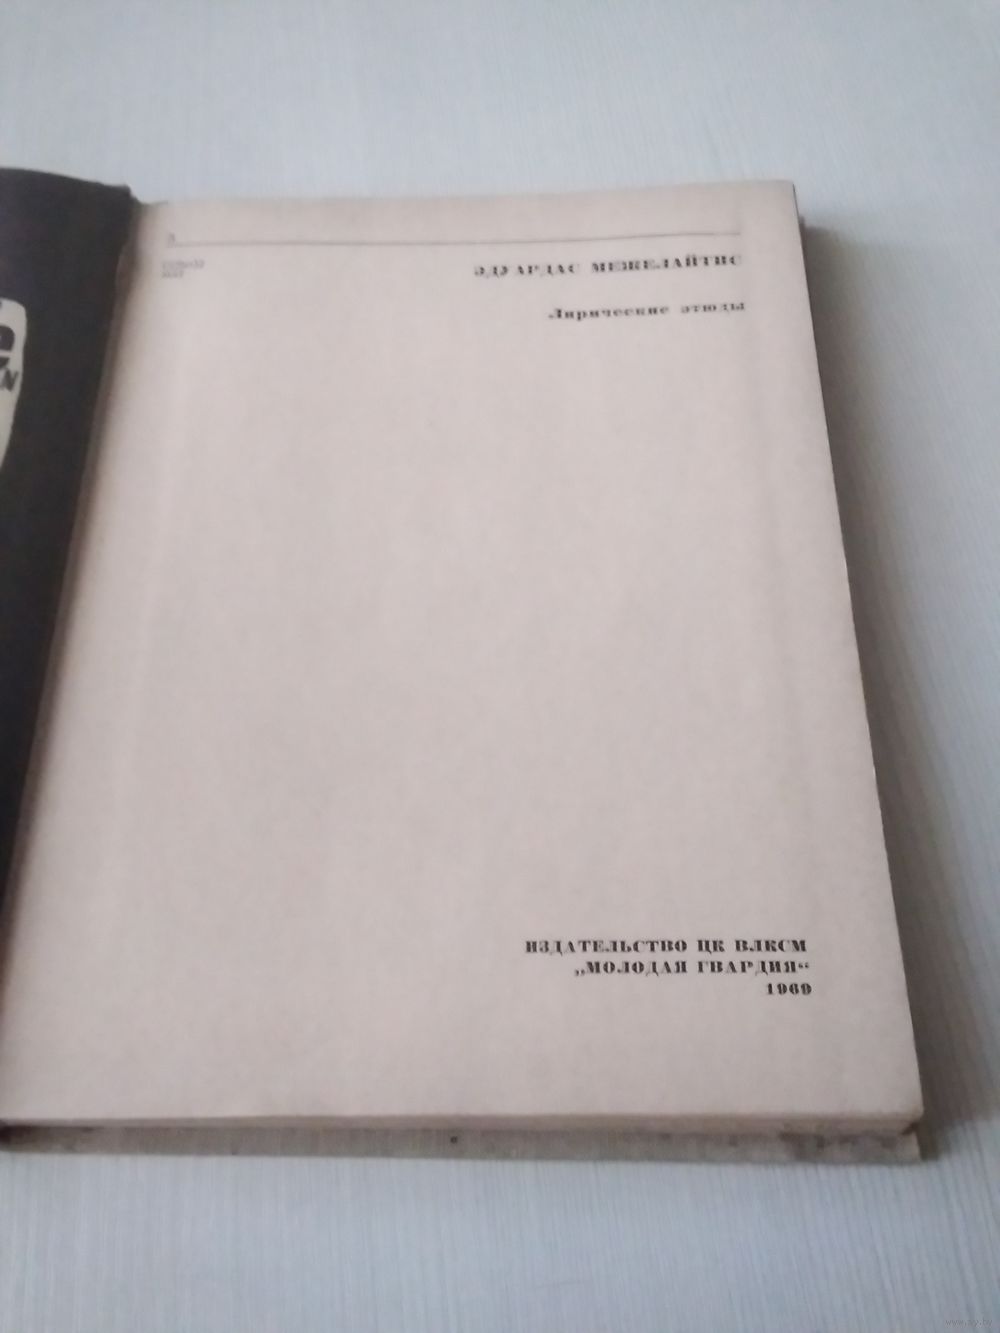 ЭДУАРДАС МЕЖЕЛАЙТИС
Лирические этюды
ИЗДАТЕЛЬСТВО ЦК ВЛКСМ
„МОЛОДАЯ ГВАРДИЯ“
1969